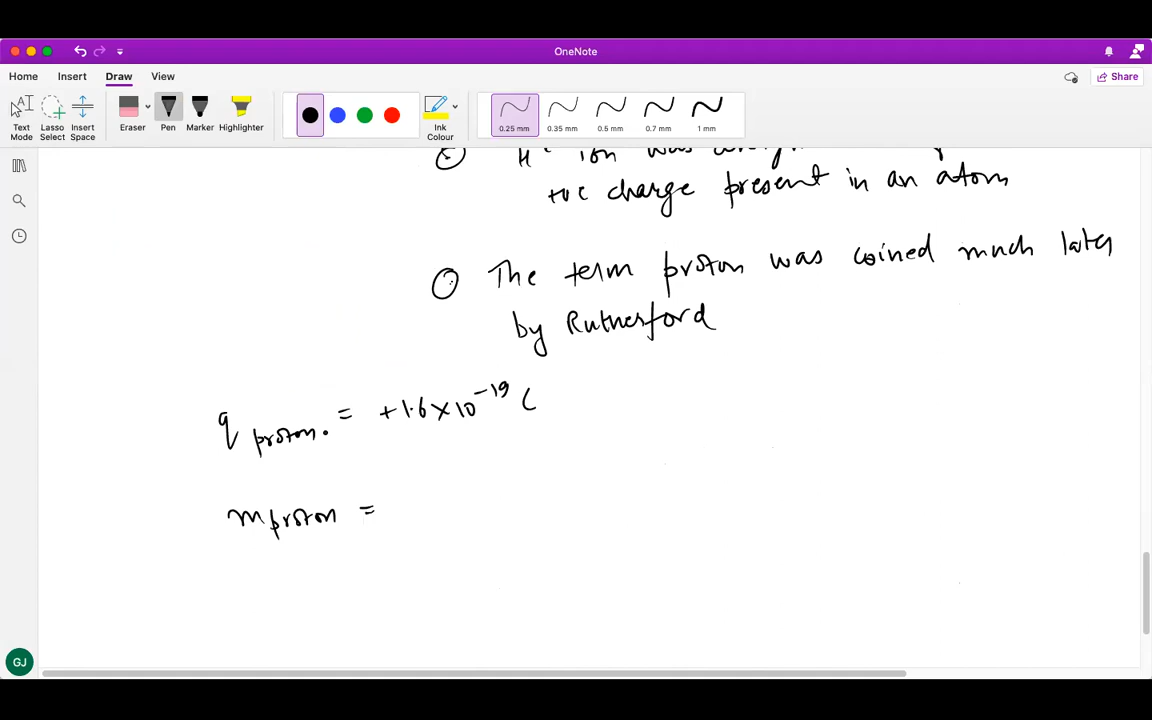 OneNote
Home Insert Draw View
Share
Text Mode
Lasso Select
Insert Space
Eraser
Pen
Marker
Highlighter
Ink Colour
0.25 mm
0.35 mm
0.5 mm
0.7 mm
1 mm
ion was
+ve charge present in an atom
The term proton was coined much later
by Rutherford
q proton. = +1.6×10⁻¹⁹ C
m proton =
GJ